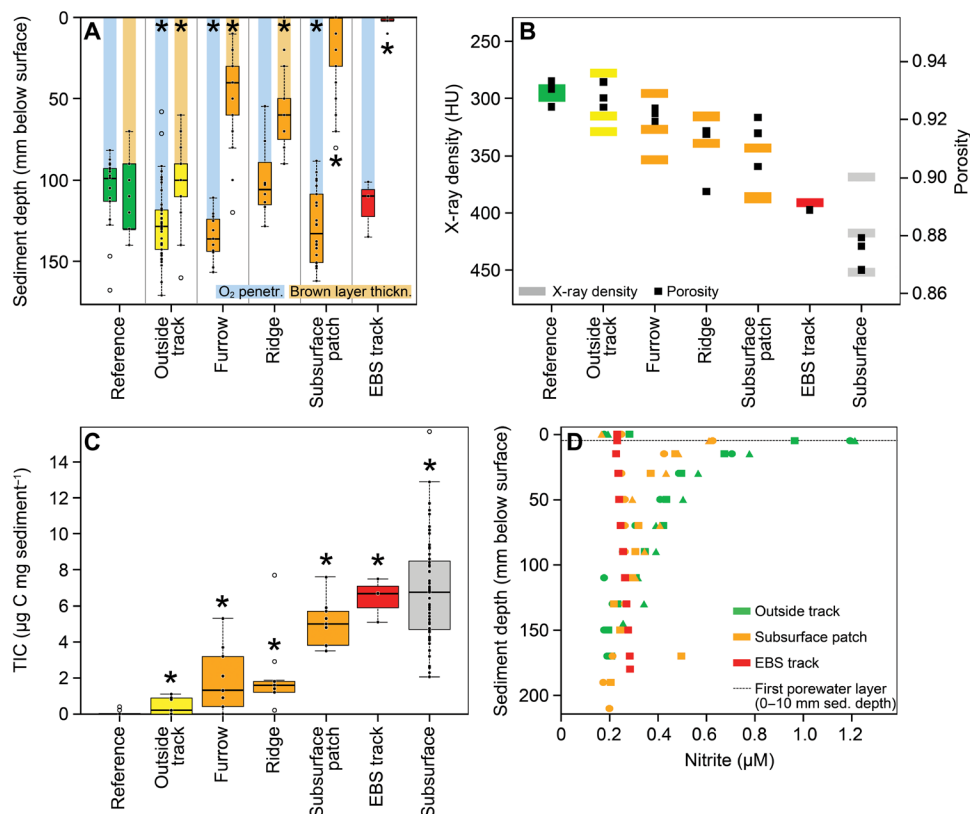 A
Sediment depth (mm below surface)
0
50
100
150
* * * * * *
* *
O₂ penetr. Brown layer thickn.
Reference
Outside track
Furrow
Ridge
Subsurface patch
EBS track
B
X-ray density (HU)
250
300
350
400
450
0.94
0.92
0.90
0.88
0.86
Porosity
X-ray density Porosity
Reference
Outside track
Furrow
Ridge
Subsurface patch
EBS track
Subsurface
C
TIC (µg C mg sediment⁻¹)
14
12
10
8
6
4
2
0
* * * * * *
Reference
Outside track
Furrow
Ridge
Subsurface patch
EBS track
Subsurface
D
Sediment depth (mm below surface)
0
50
100
150
200
Outside track
Subsurface patch
EBS track
First porewater layer
(0–10 mm sed. depth)
0 0.2 0.4 0.6 0.8 1.0 1.2
Nitrite (µM)